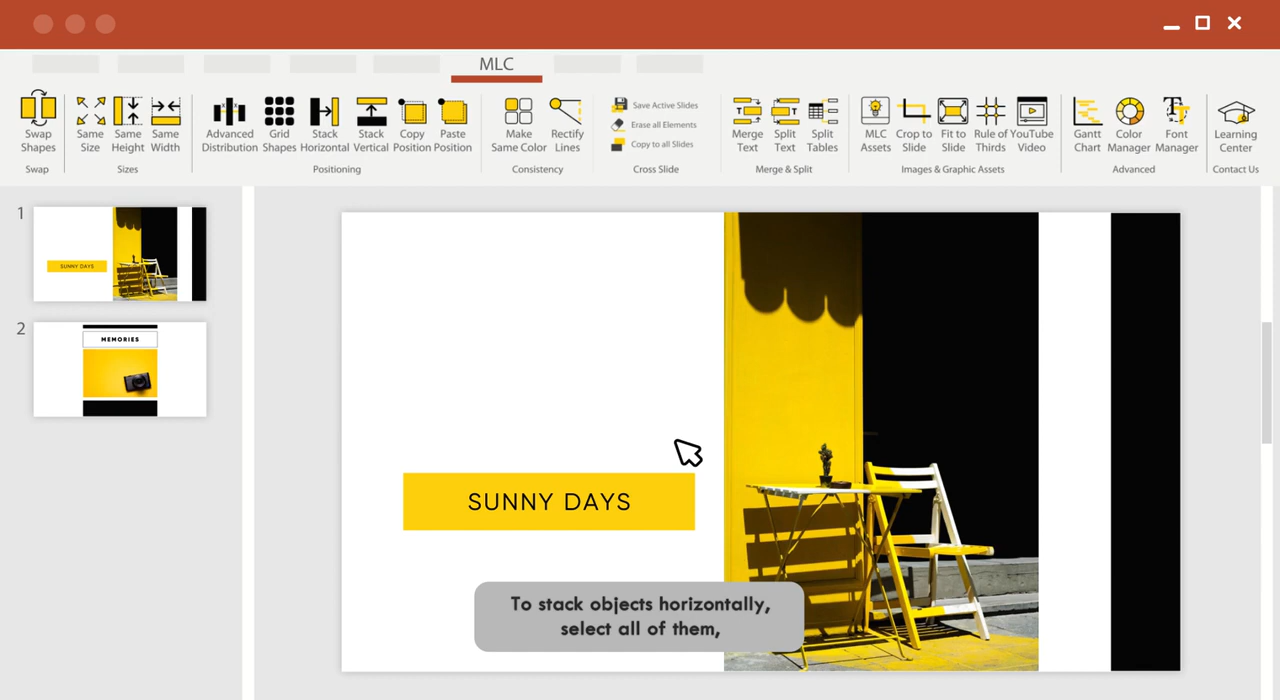 MLC
Swap Shapes
Same Size
Same Height
Same Width
Advanced Distribution
Grid Shapes
Stack Horizontal
Stack Vertical
Copy Position
Paste Position
Make Same Color
Rectify Lines
Save Active Slides
Erase all Elements
Copy to all Slides
Merge Text
Split Text
Split Tables
MLC Assets
Crop to Slide
Fit to Slide
Rule of Thirds
YouTube Video
Gantt Chart
Color Manager
Font Manager
Learning Center
Swap
Sizes
Positioning
Consistency
Cross Slide
Merge & Split
Images & Graphic Assets
Advanced
Contact Us
1
SUNNY DAYS
2
MEMORIES
SUNNY DAYS
To stack objects horizontally,
select all of them,